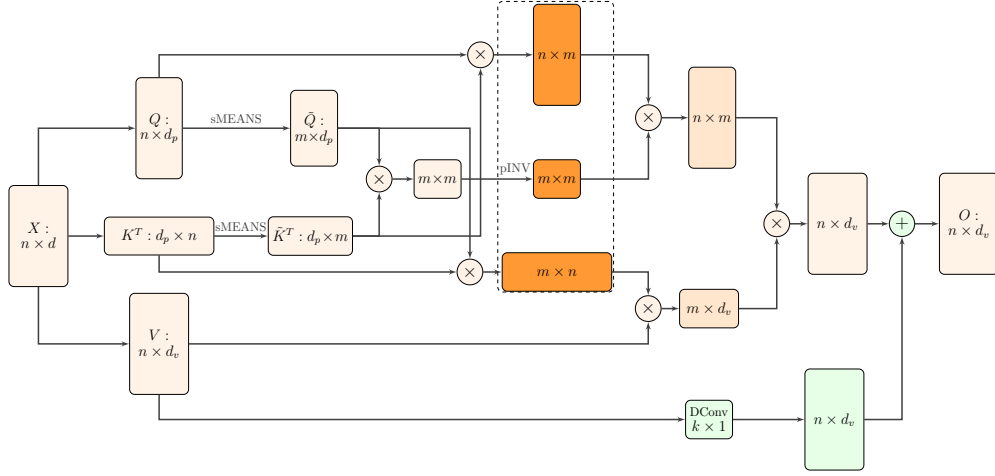 X :
n × d
Q :
n × d_p
sMEANS
Q̃ :
m × d_p
K^T : d_p × n
sMEANS
K̃^T : d_p × m
V :
n × d_v
×
m × m
×
×
n × m
pINV
m × m
m × n
×
×
n × m
m × d_v
×
n × d_v
+
O :
n × d_v
DConv
k × 1
n × d_v